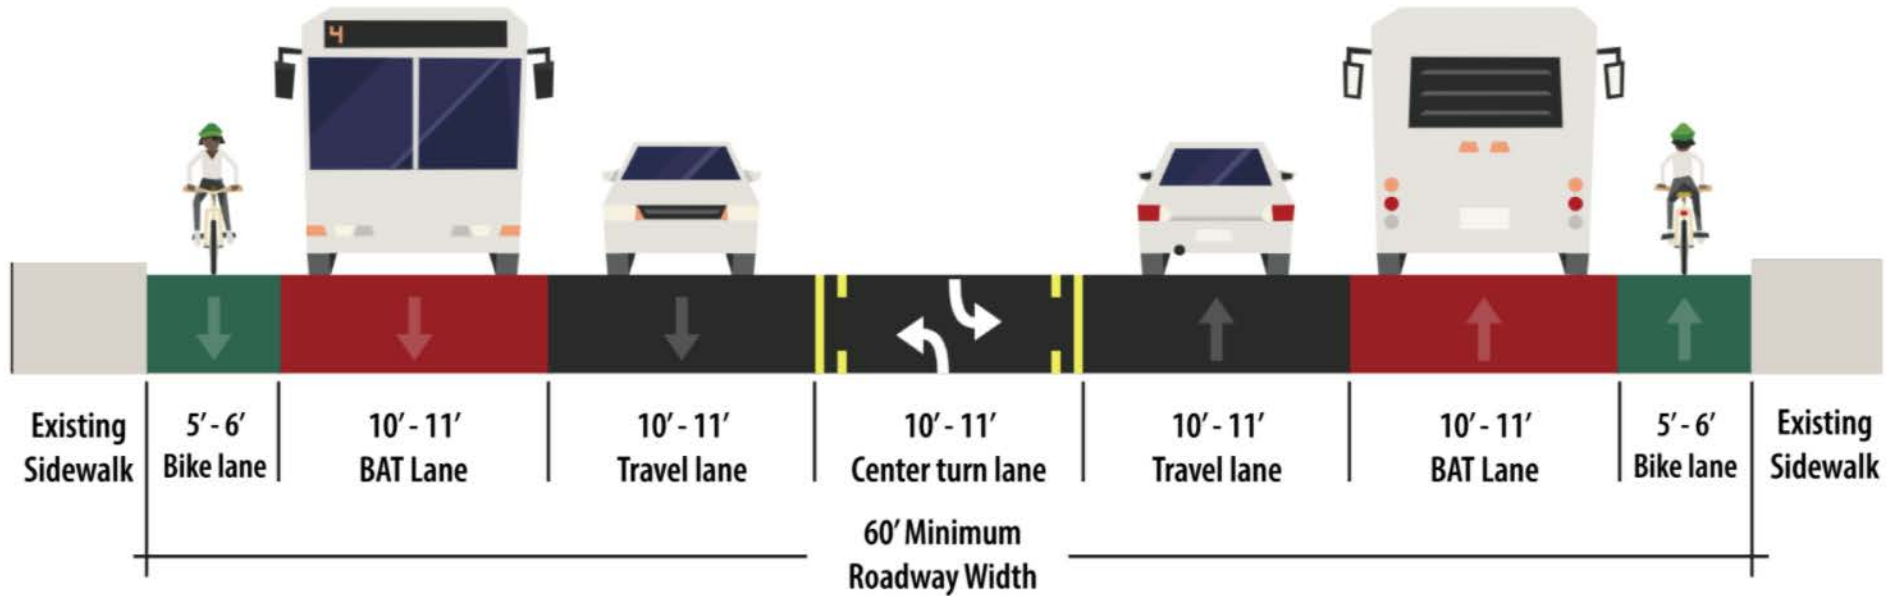 4
Existing
Sidewalk
5' - 6'
Bike lane
10' - 11'
BAT Lane
10' - 11'
Travel lane
10' - 11'
Center turn lane
10' - 11'
Travel lane
10' - 11'
BAT Lane
5' - 6'
Bike lane
Existing
Sidewalk
60' Minimum
Roadway Width